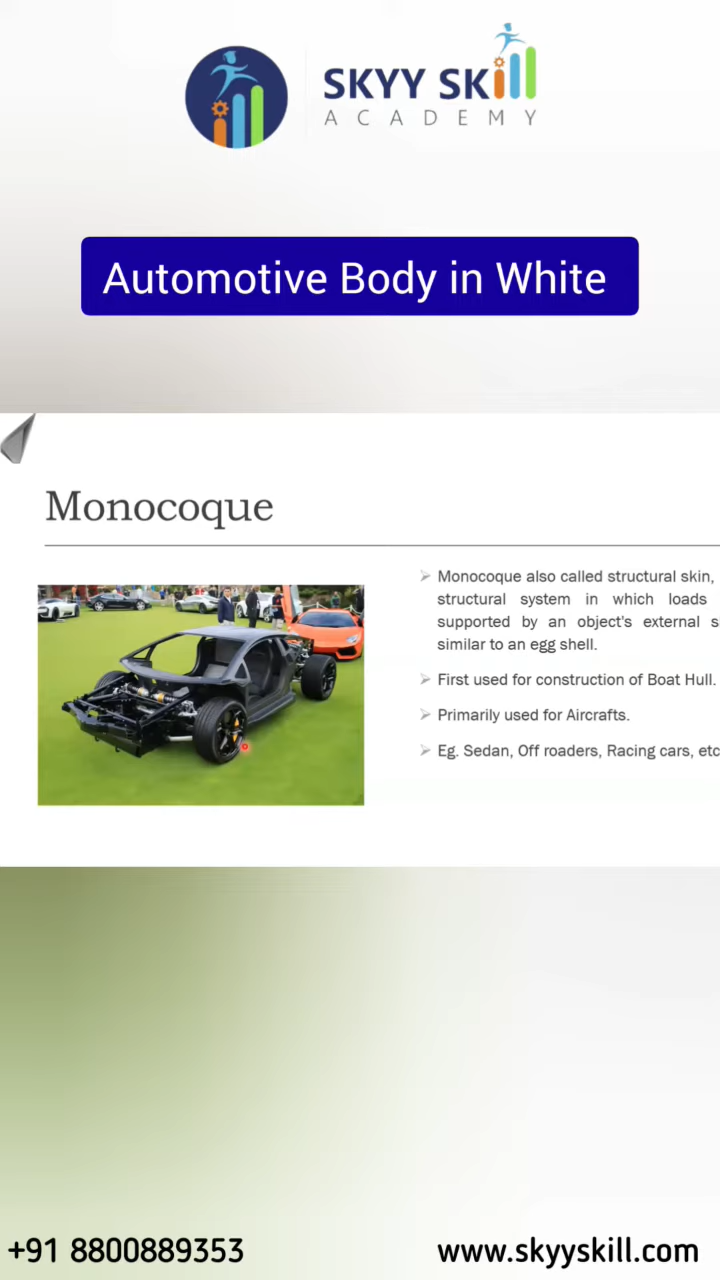 SKYY SKill
ACADEMY
Automotive Body in White
Monocoque
➢ Monocoque also called structural skin,
structural system in which loads
supported by an object's external s
similar to an egg shell.
➢ First used for construction of Boat Hull.
➢ Primarily used for Aircrafts.
➢ Eg. Sedan, Off roaders, Racing cars, etc
+91 8800889353
www.skyyskill.com